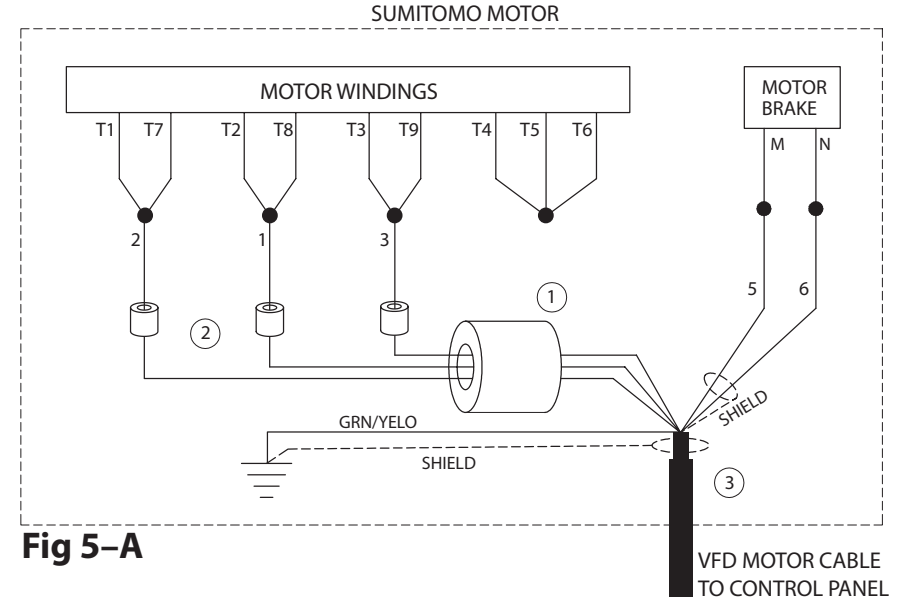 SUMITOMO MOTOR
MOTOR WINDINGS
MOTOR
BRAKE
T1 T7 T2 T8 T3 T9 T4 T5 T6
M N
2 1 3
1
5 6
2
GRN/YELO
SHIELD
SHIELD
3
Fig 5–A
VFD MOTOR CABLE
TO CONTROL PANEL